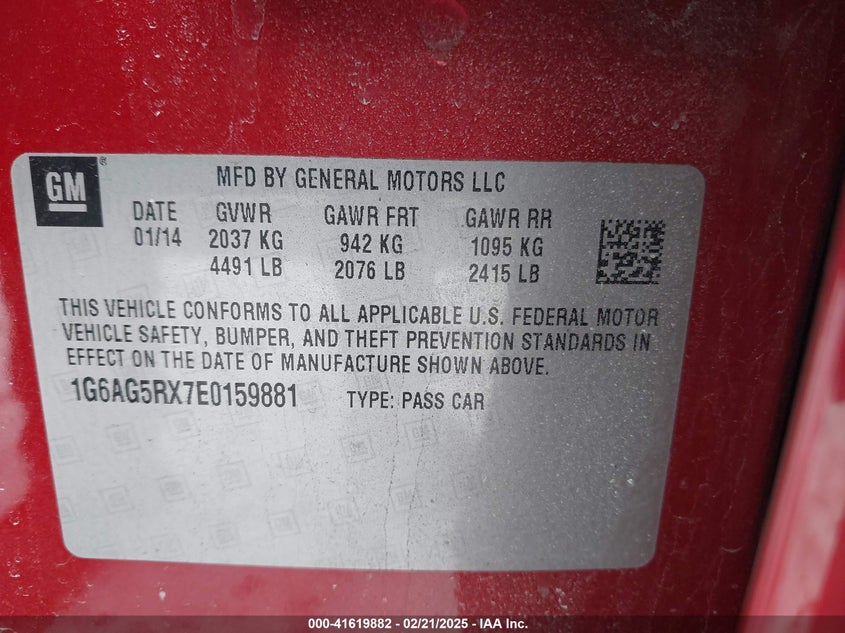 GM
MFD BY GENERAL MOTORS LLC
DATE GVWR GAWR FRT GAWR RR
01/14 2037 KG 942 KG 1095 KG
4491 LB 2076 LB 2415 LB
THIS VEHICLE CONFORMS TO ALL APPLICABLE U.S. FEDERAL MOTOR
VEHICLE SAFETY, BUMPER, AND THEFT PREVENTION STANDARDS IN
EFFECT ON THE DATE OF MANUFACTURE SHOWN ABOVE.
1G6AG5RX7E0159881 TYPE: PASS CAR
000-41619882 — 02/21/2025 — IAA Inc.